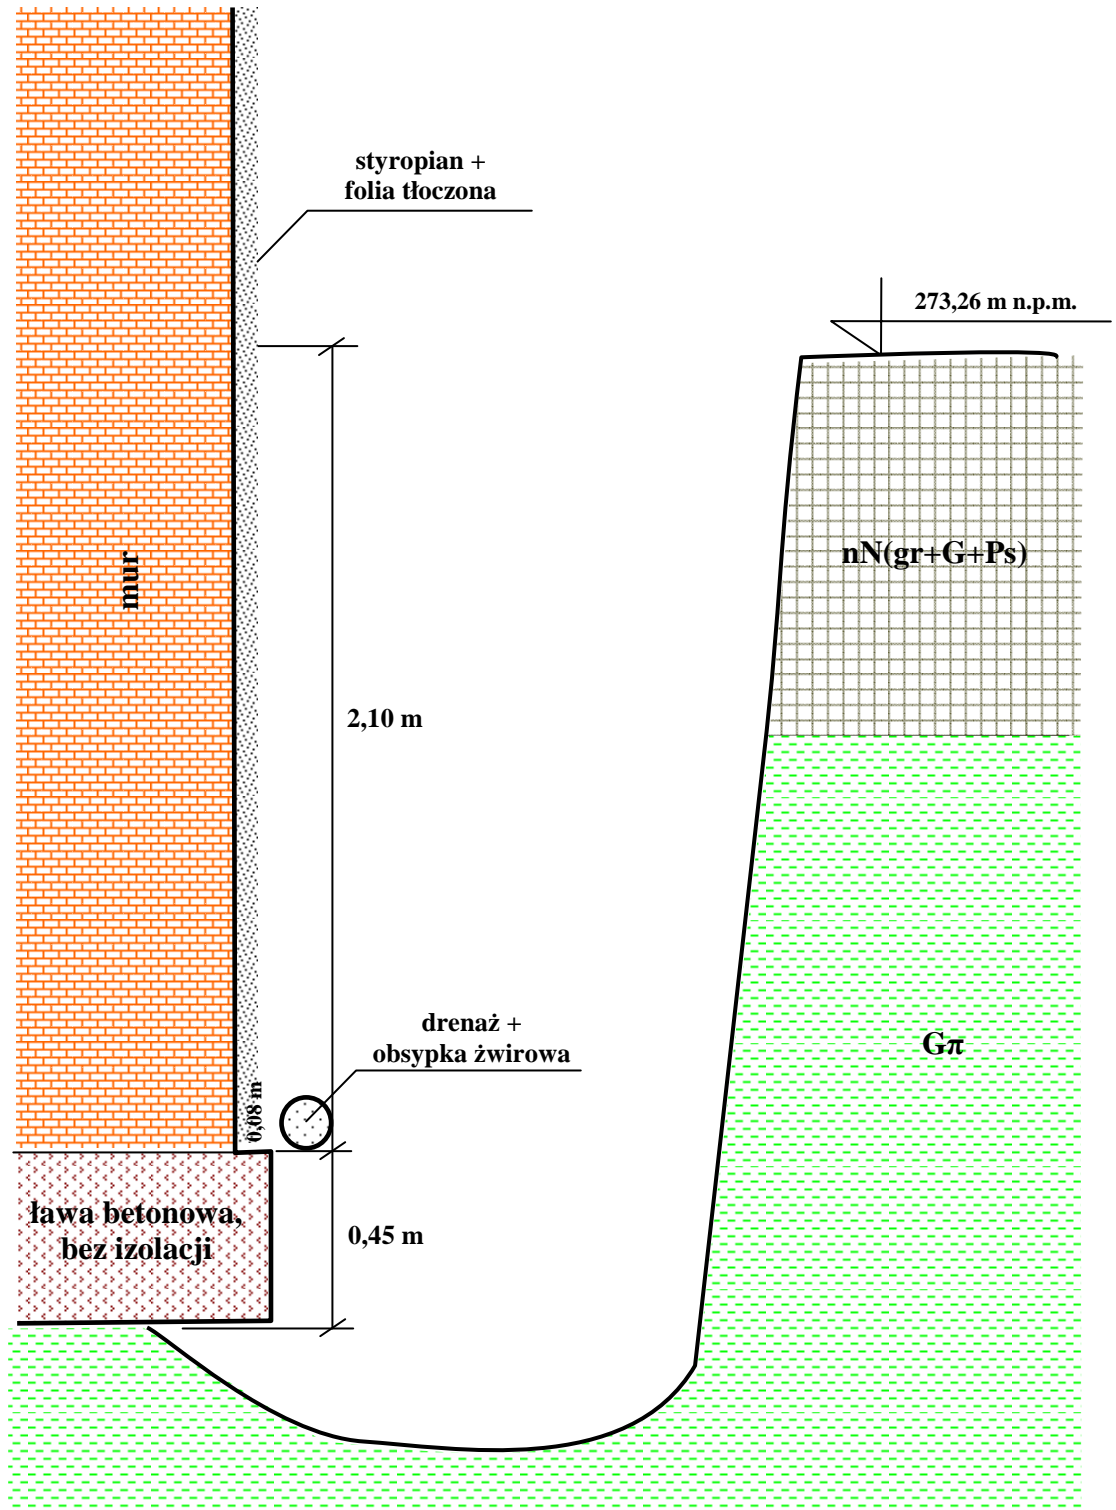 styropian +
folia tłoczona
273,26 m n.p.m.
nN(gr+G+Ps)
mur
2,10 m
drenaż +
obsypka żwirowa
Gπ
0,08 m
ława betonowa,
bez izolacji
0,45 m